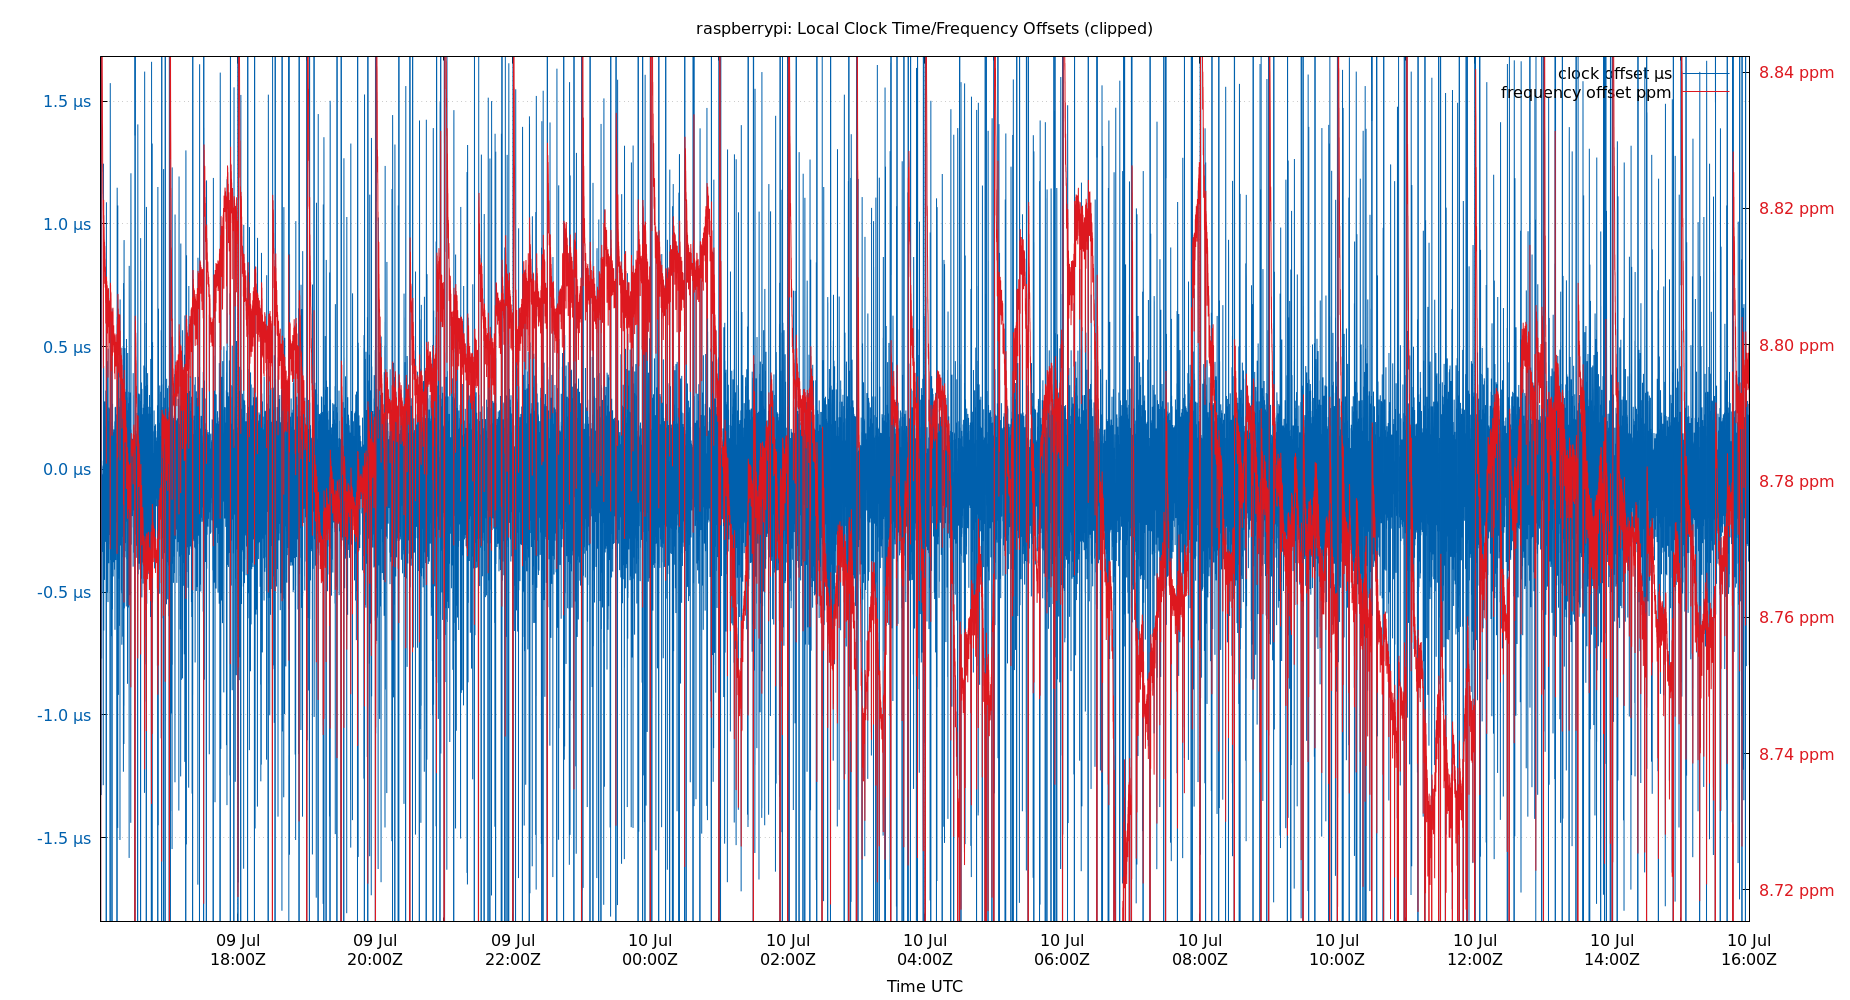 raspberrypi: Local Clock Time/Frequency Offsets (clipped)
clock offset µs
frequency offset ppm
1.5 µs
1.0 µs
0.5 µs
0.0 µs
-0.5 µs
-1.0 µs
-1.5 µs
8.84 ppm
8.82 ppm
8.80 ppm
8.78 ppm
8.76 ppm
8.74 ppm
8.72 ppm
09 Jul
18:00Z
09 Jul
20:00Z
09 Jul
22:00Z
10 Jul
00:00Z
10 Jul
02:00Z
10 Jul
04:00Z
10 Jul
06:00Z
10 Jul
08:00Z
10 Jul
10:00Z
10 Jul
12:00Z
10 Jul
14:00Z
10 Jul
16:00Z
Time UTC